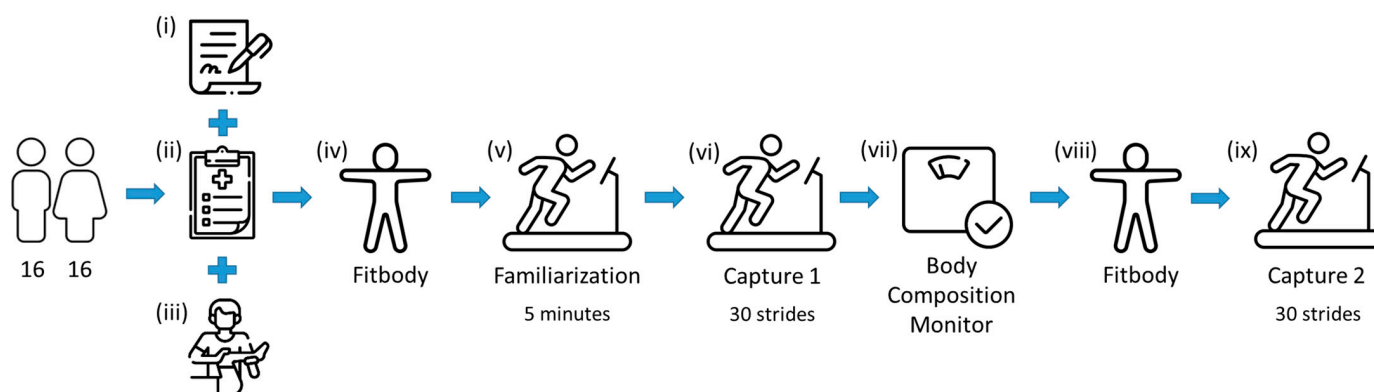 (i)
(ii)
(iii)
16 16
(iv)
Fitbody
(v)
Familiarization
5 minutes
(vi)
Capture 1
30 strides
(vii)
Body
Composition
Monitor
(viii)
Fitbody
(ix)
Capture 2
30 strides